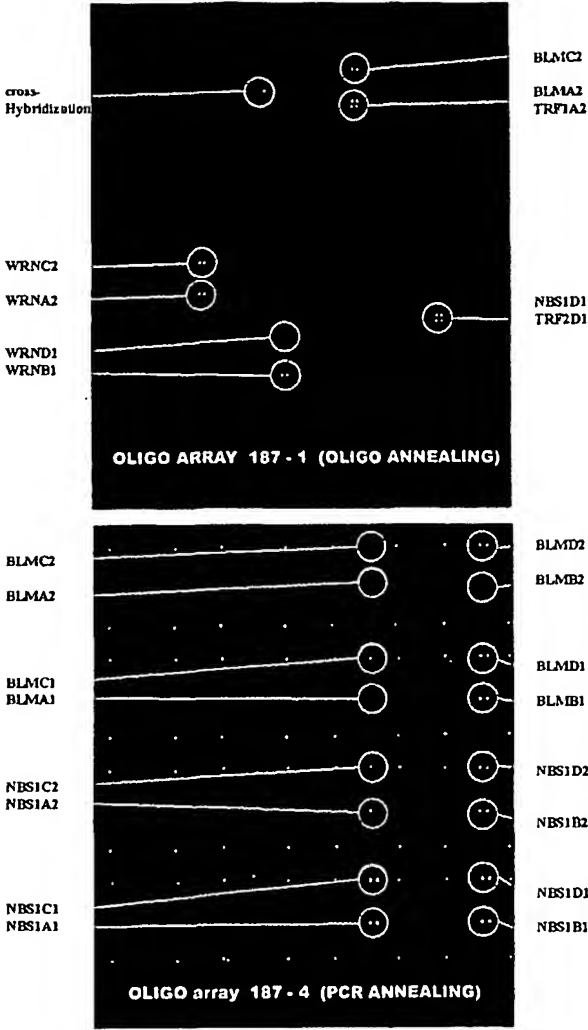 BLMC2
cross-
Hybridization
BLMA2
TRF1A2
WRNC2
WRNA2
NBS1D1
TRF2D1
WRND1
WRNB1
OLIGO ARRAY 187 - 1 (OLIGO ANNEALING)
BLMC2
BLMD2
BLMA2
BLMB2
BLMC1
BLMD1
BLMA1
BLMB1
NBS1C2
NBS1D2
NBS1A2
NBS1B2
NBS1C1
NBS1D1
NBS1A1
NBS1B1
OLIGO array 187 - 4 (PCR ANNEALING)